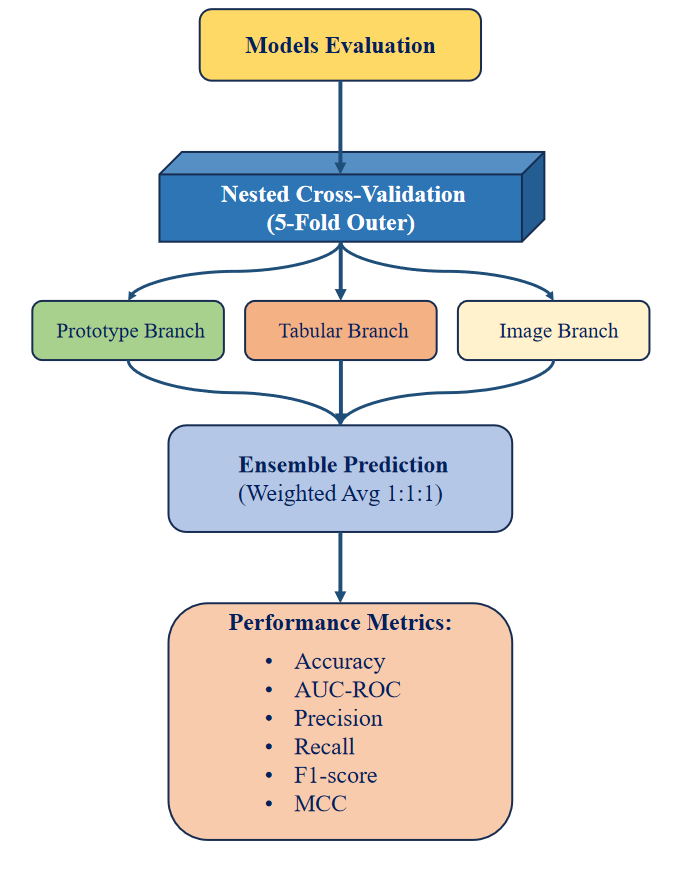 Models Evaluation
Nested Cross-Validation
(5-Fold Outer)
Prototype Branch
Tabular Branch
Image Branch
Ensemble Prediction
(Weighted Avg 1:1:1)
Performance Metrics:
• Accuracy
• AUC-ROC
• Precision
• Recall
• F1-score
• MCC